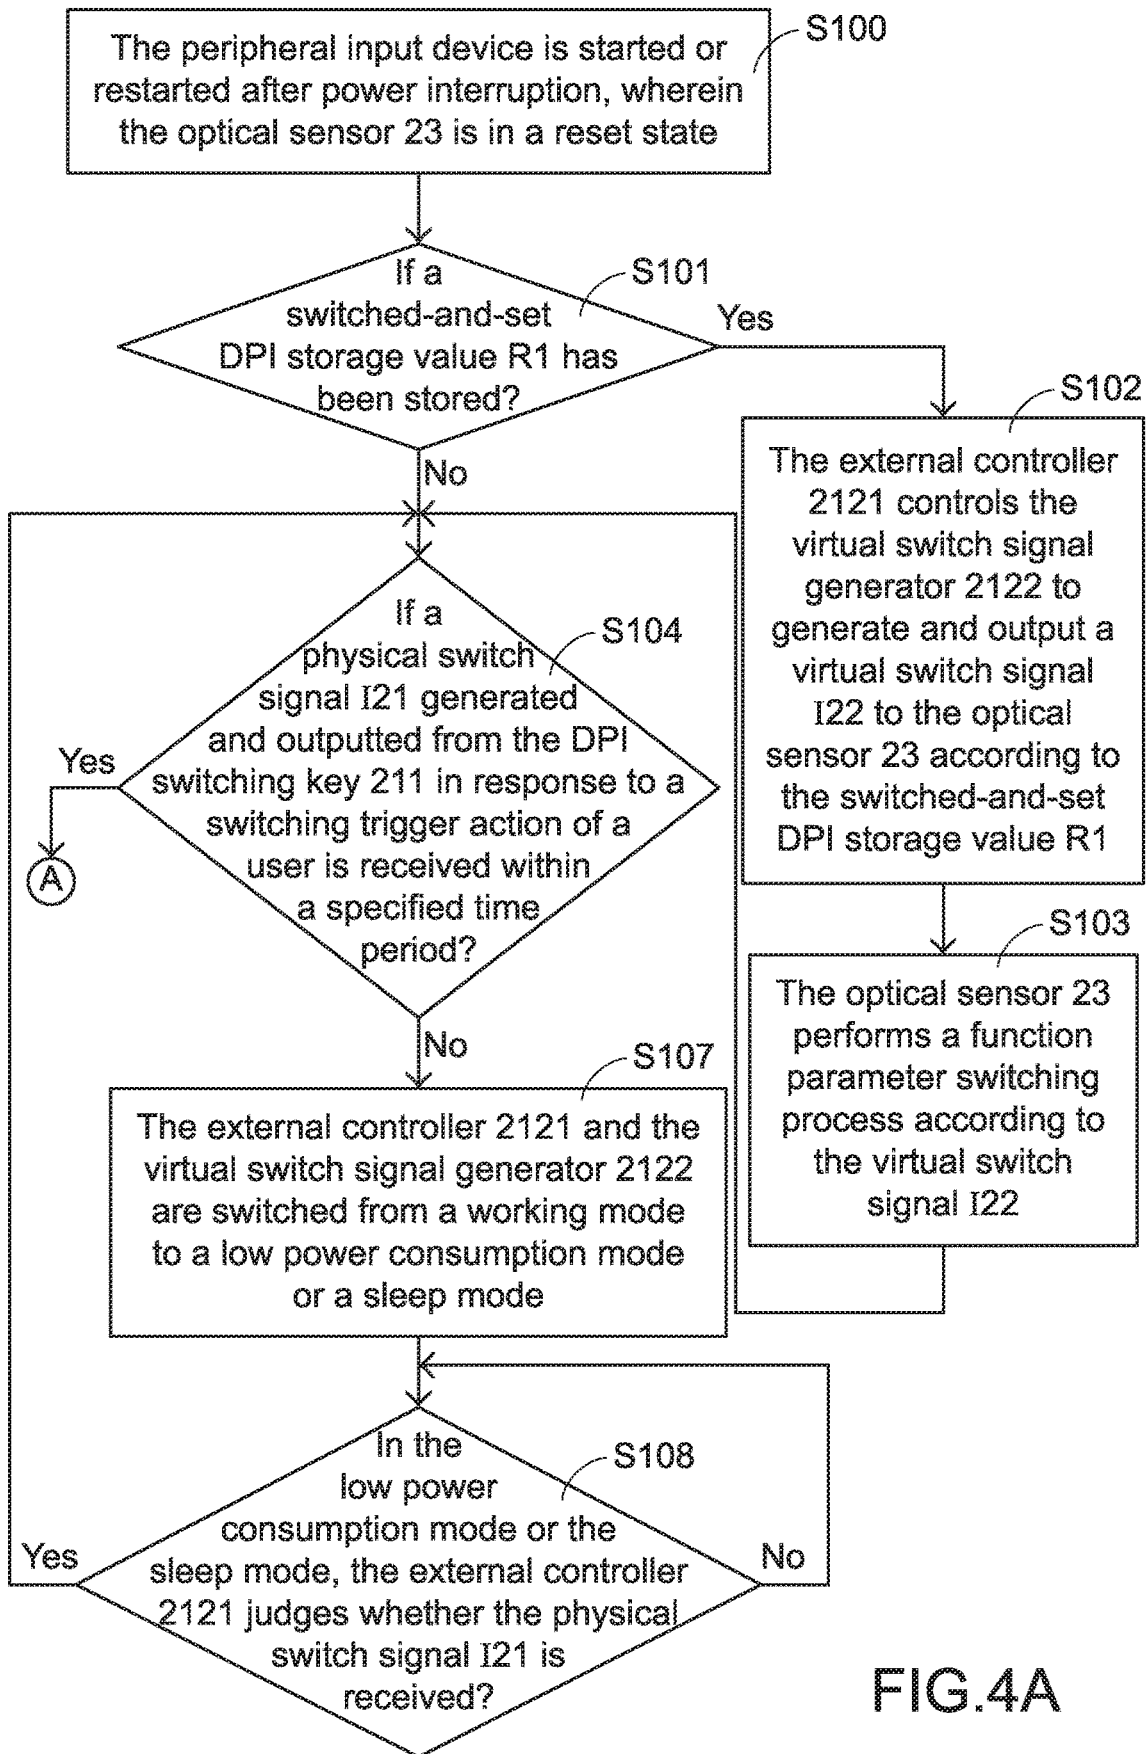 S100
The peripheral input device is started or
restarted after power interruption, wherein
the optical sensor 23 is in a reset state
S101
If a
switched-and-set
DPI storage value R1 has
been stored?
Yes
No
S102
The external controller
2121 controls the
virtual switch signal
generator 2122 to
generate and output a
virtual switch signal
I22 to the optical
sensor 23 according to
the switched-and-set
DPI storage value R1
S103
The optical sensor 23
performs a function
parameter switching
process according to
the virtual switch
signal I22
S104
If a
physical switch
signal I21 generated
and outputted from the DPI
switching key 211 in response to a
switching trigger action of a
user is received within
a specified time
period?
Yes
A
No
S107
The external controller 2121 and the
virtual switch signal generator 2122
are switched from a working mode
to a low power consumption mode
or a sleep mode
S108
In the
low power
consumption mode or the
sleep mode, the external controller
2121 judges whether the physical
switch signal I21 is
received?
Yes
No
FIG.4A